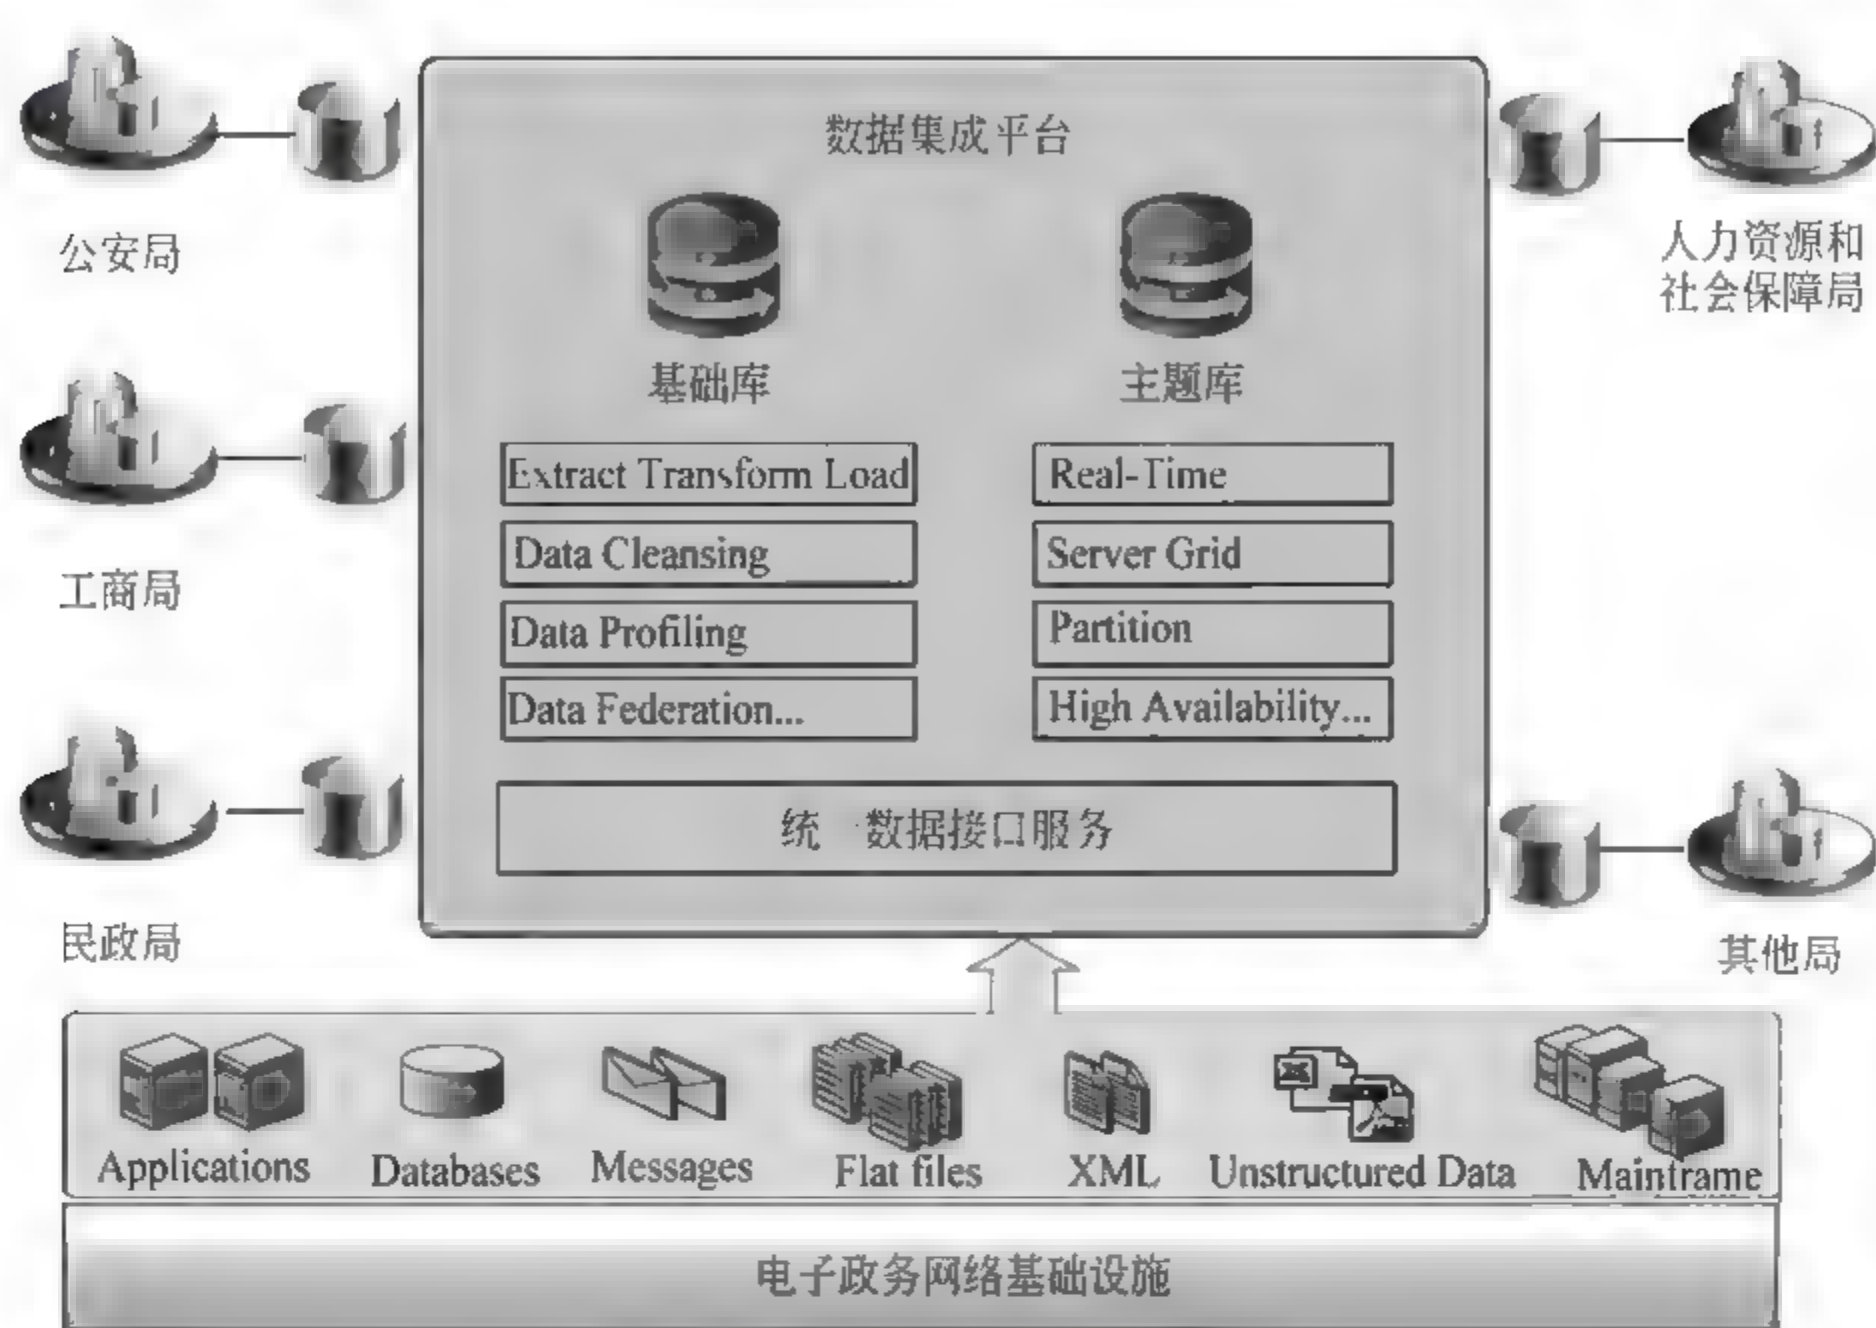 数据集成平台
公安局
人力资源和
社会保障局
基础库
主题库
Extract Transform Load
Real-Time
Data Cleansing
Server Grid
工商局
Data Profiling
Partition
Data Federation...
High Availability...
统一数据接口服务
民政局
其他局
Applications
Databases
Messages
Flat files
XML
Unstructured Data
Mainframe
电子政务网络基础设施